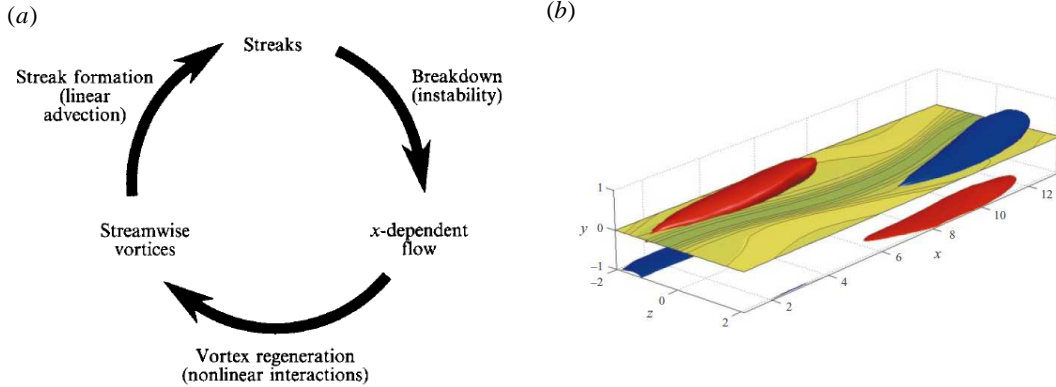 (a)
Streaks
Streak formation
(linear
advection)
Breakdown
(instability)
Streamwise
vortices
x-dependent
flow
Vortex regeneration
(nonlinear interactions)
(b)
1
y 0
–1
–2
0
z
2
2
4
6
8
x
10
12